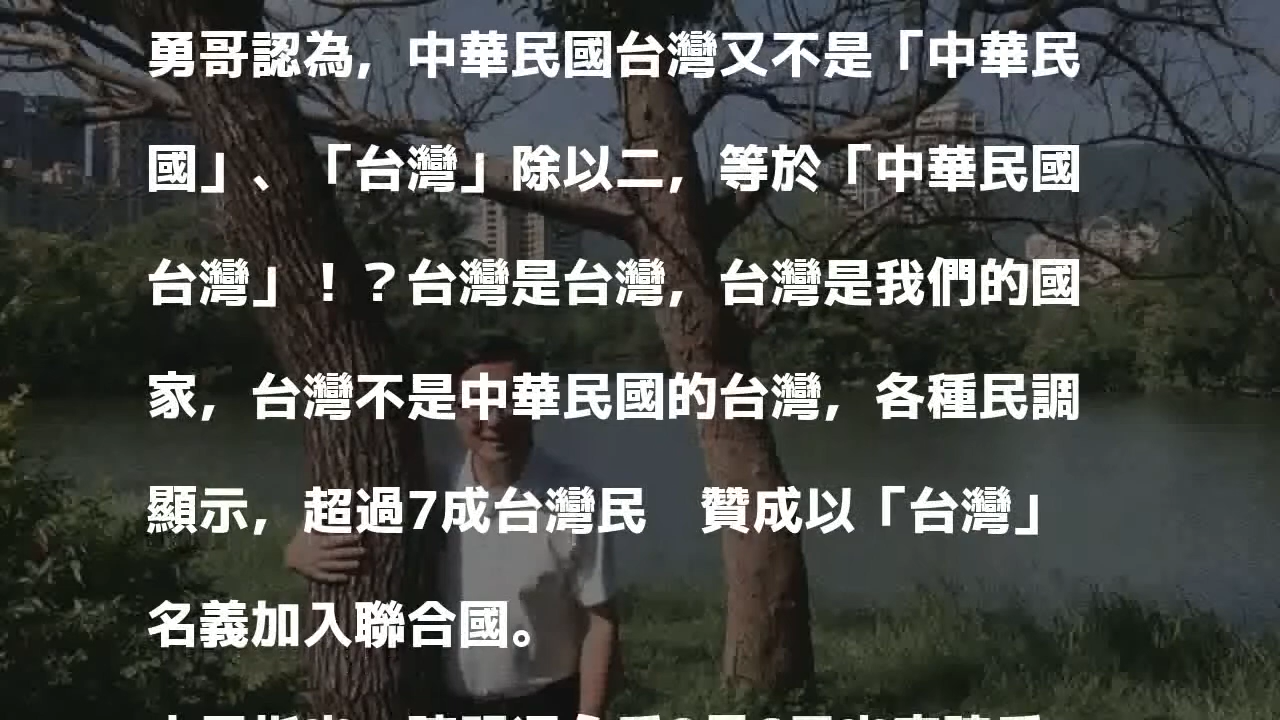 勇哥認為，中華民國台灣又不是「中華民
國」、「台灣」除以二，等於「中華民國
台灣」！？台灣是台灣，台灣是我們的國
家，台灣不是中華民國的台灣，各種民調
顯示，超過7成台灣民　贊成以「台灣」
名義加入聯合國。